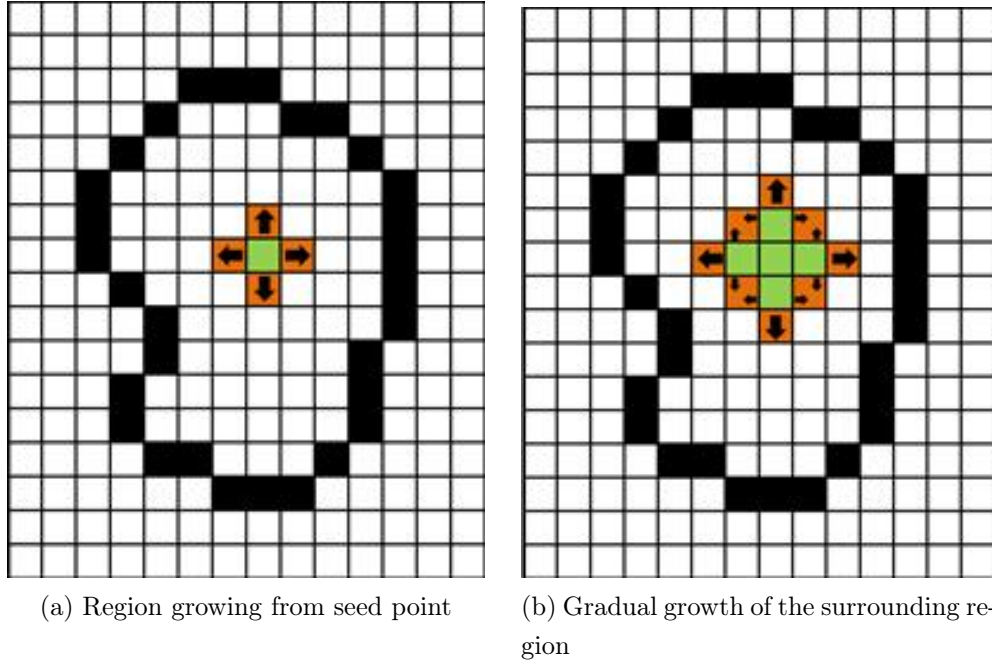 (a) Region growing from seed point
(b) Gradual growth of the surrounding re-
gion